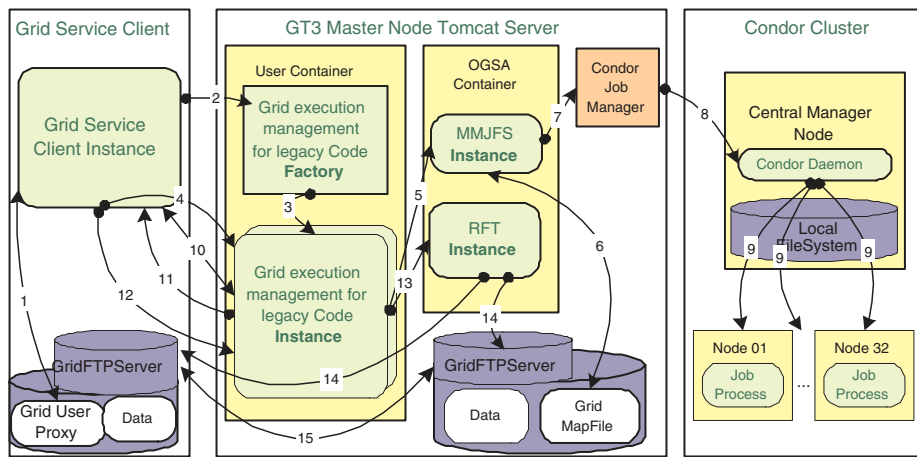 Grid Service Client
GT3 Master Node Tomcat Server
Condor Cluster
Grid Service
Client Instance
User Container
Grid execution
management
for legacy Code
Factory
Grid execution
management for
legacy Code
Instance
OGSA
Container
MMJFS
Instance
RFT
Instance
Condor
Job
Manager
Central Manager
Node
Condor Daemon
Local
FileSystem
Node 01
Job
Process
...
Node 32
Job
Process
GridFTPServer
Grid User
Proxy
Data
GridFTPServer
Data
Grid
MapFile
1
2
3
4
5
6
7
8
9
9
9
10
11
12
13
14
14
15